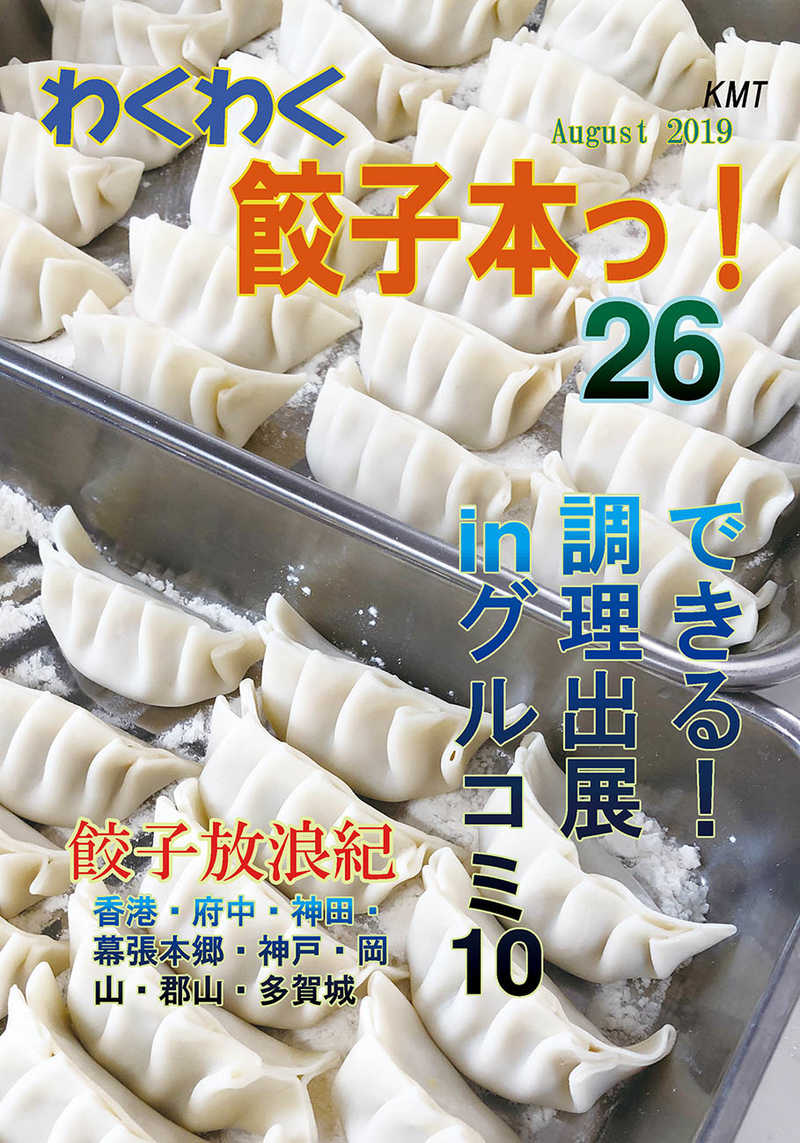 わくわく
KMT
August 2019
餃子本っ！
26
できる！
調理出展
inグルコミ10
餃子放浪紀
香港・府中・神田・
幕張本郷・神戸・岡
山・郡山・多賀城